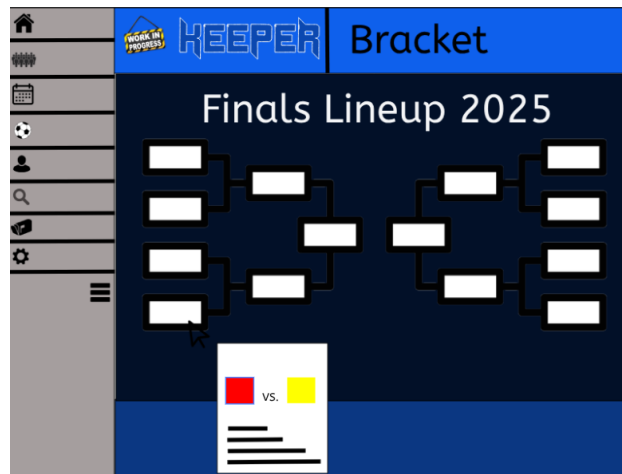 WORK IN
PROGRESS
KEEPER
Bracket
Finals Lineup 2025
vs.